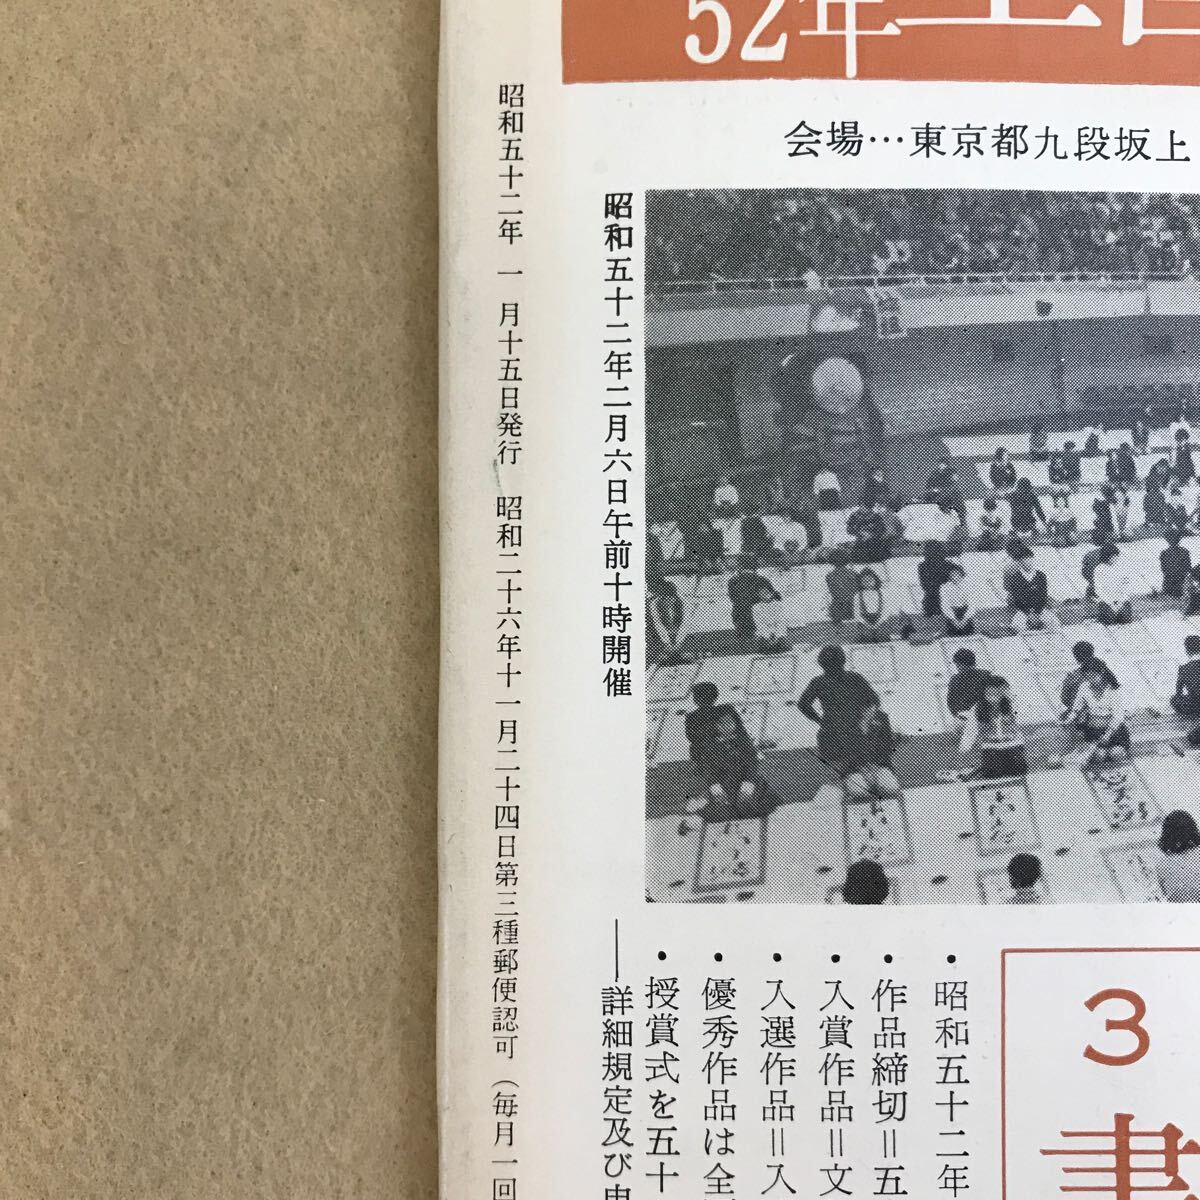 52年
会場…東京都九段坂上
昭和五十二年二月六日午前十時開催
3
書
・昭和五十二年
・作品締切＝五
・入賞作品＝文
・入選作品＝入
・優秀作品は全
・授賞式を五十
――詳細規定及び申
昭和五十二年 一 月十五日発行 昭和二十六年十一月二十四日第三種郵便認可（毎月一回